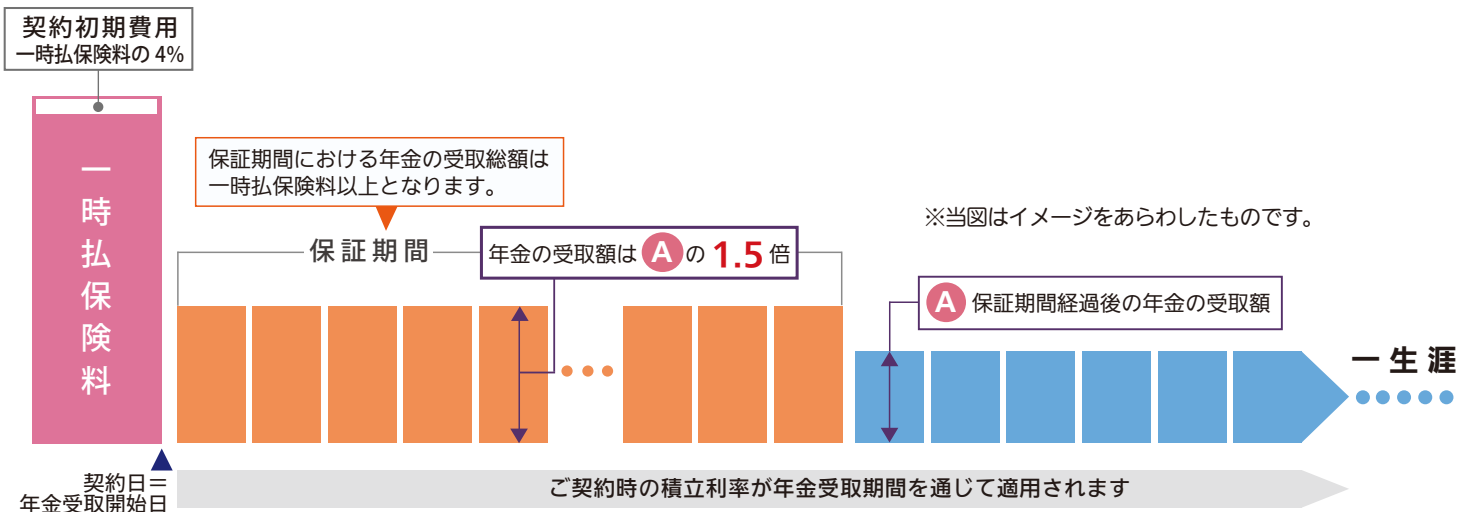 契約初期費用
一時払保険料の 4%
一時払保険料
保証期間における年金の受取総額は
一時払保険料以上となります。
※当図はイメージをあらわしたものです。
保証期間
年金の受取額は A の 1.5 倍
A 保証期間経過後の年金の受取額
一生涯
契約日=
年金受取開始日
ご契約時の積立利率が年金受取期間を通じて適用されます